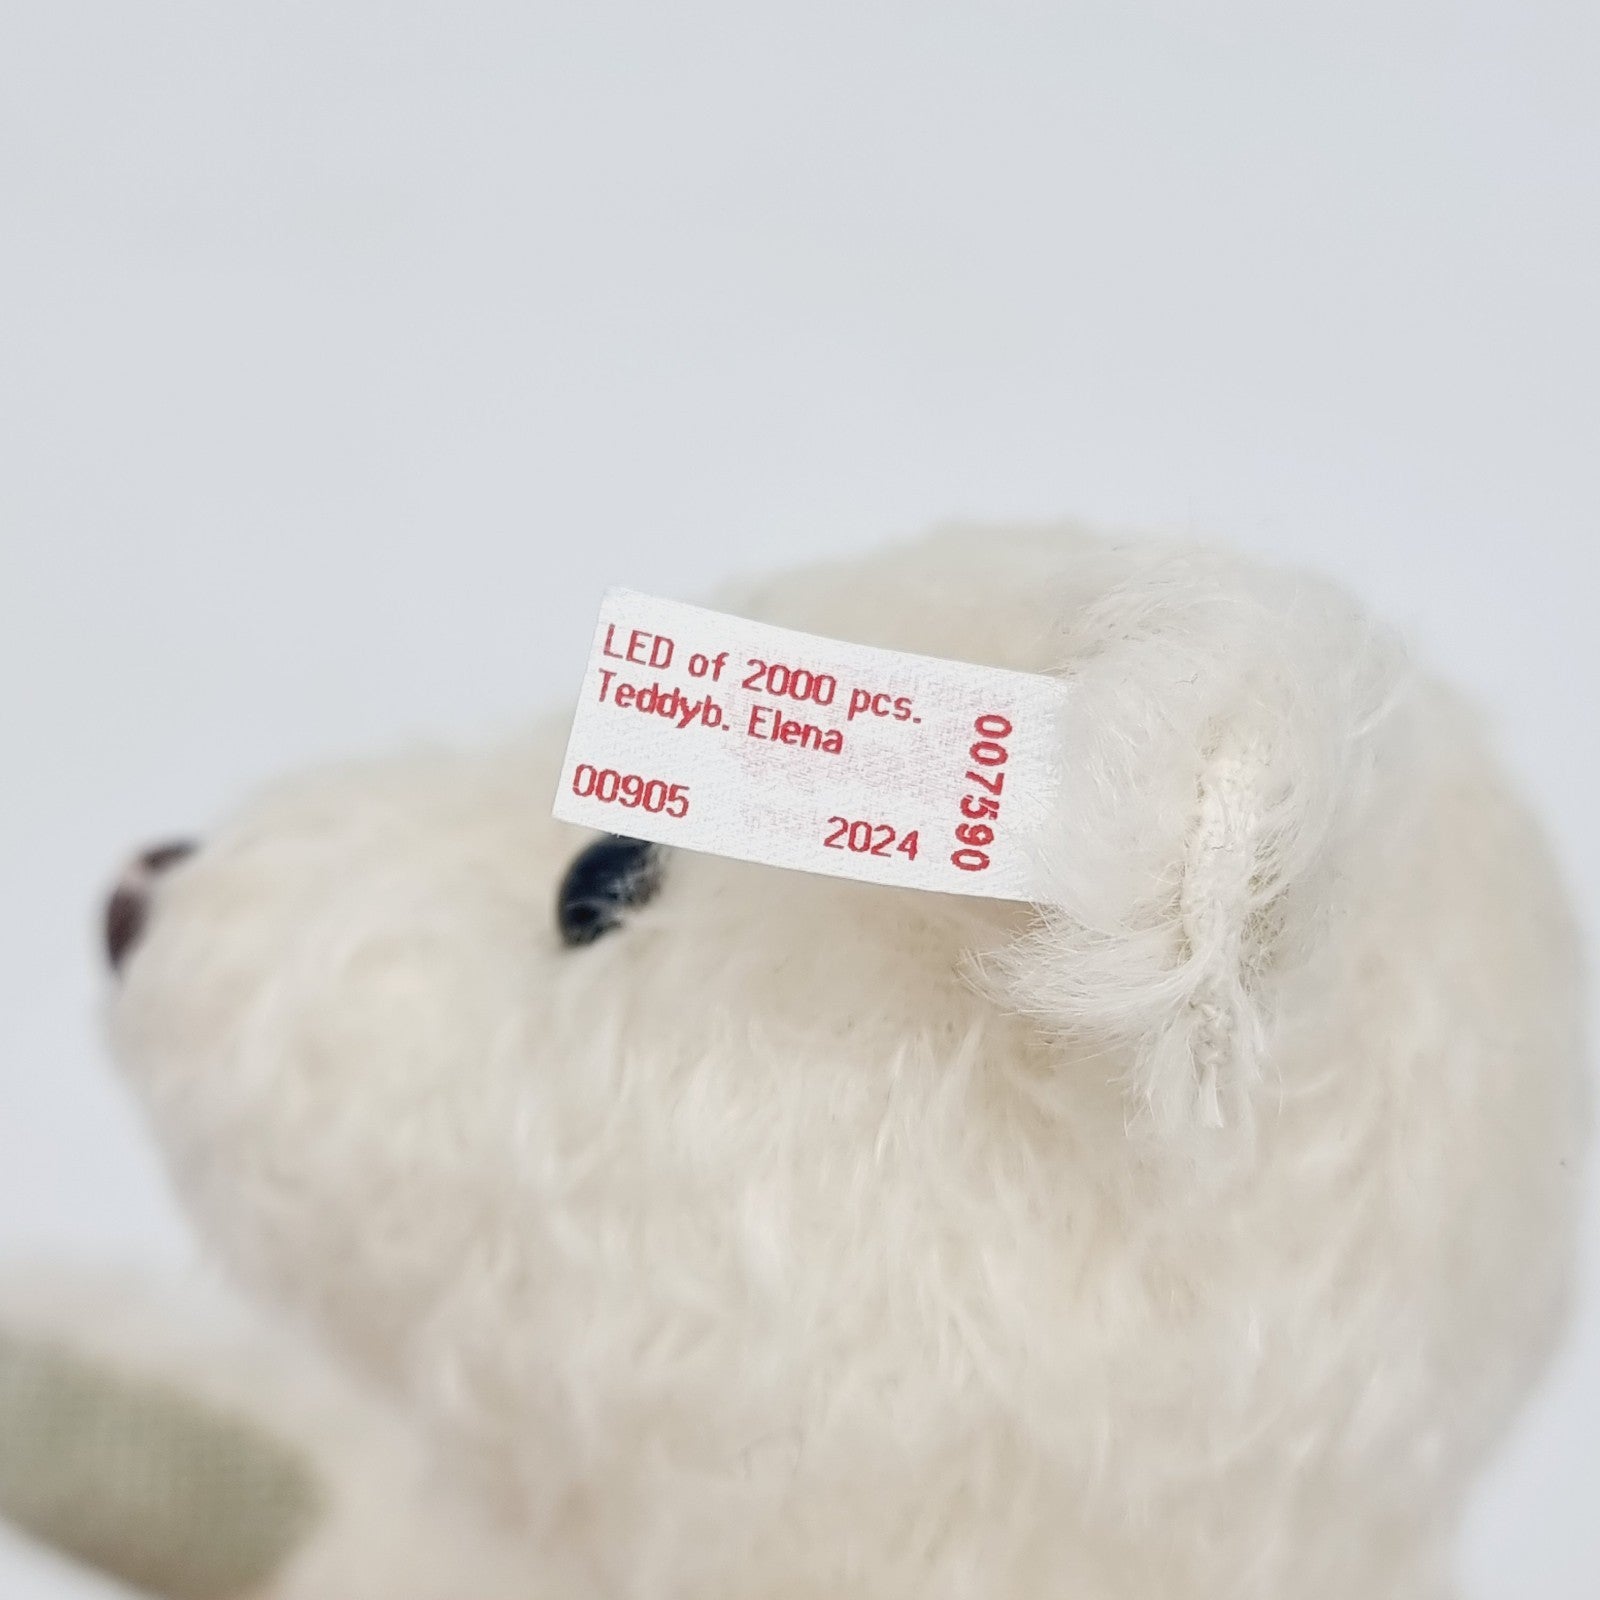 LED of 2000 pcs.
Teddyb. Elena
00905
2024
007590